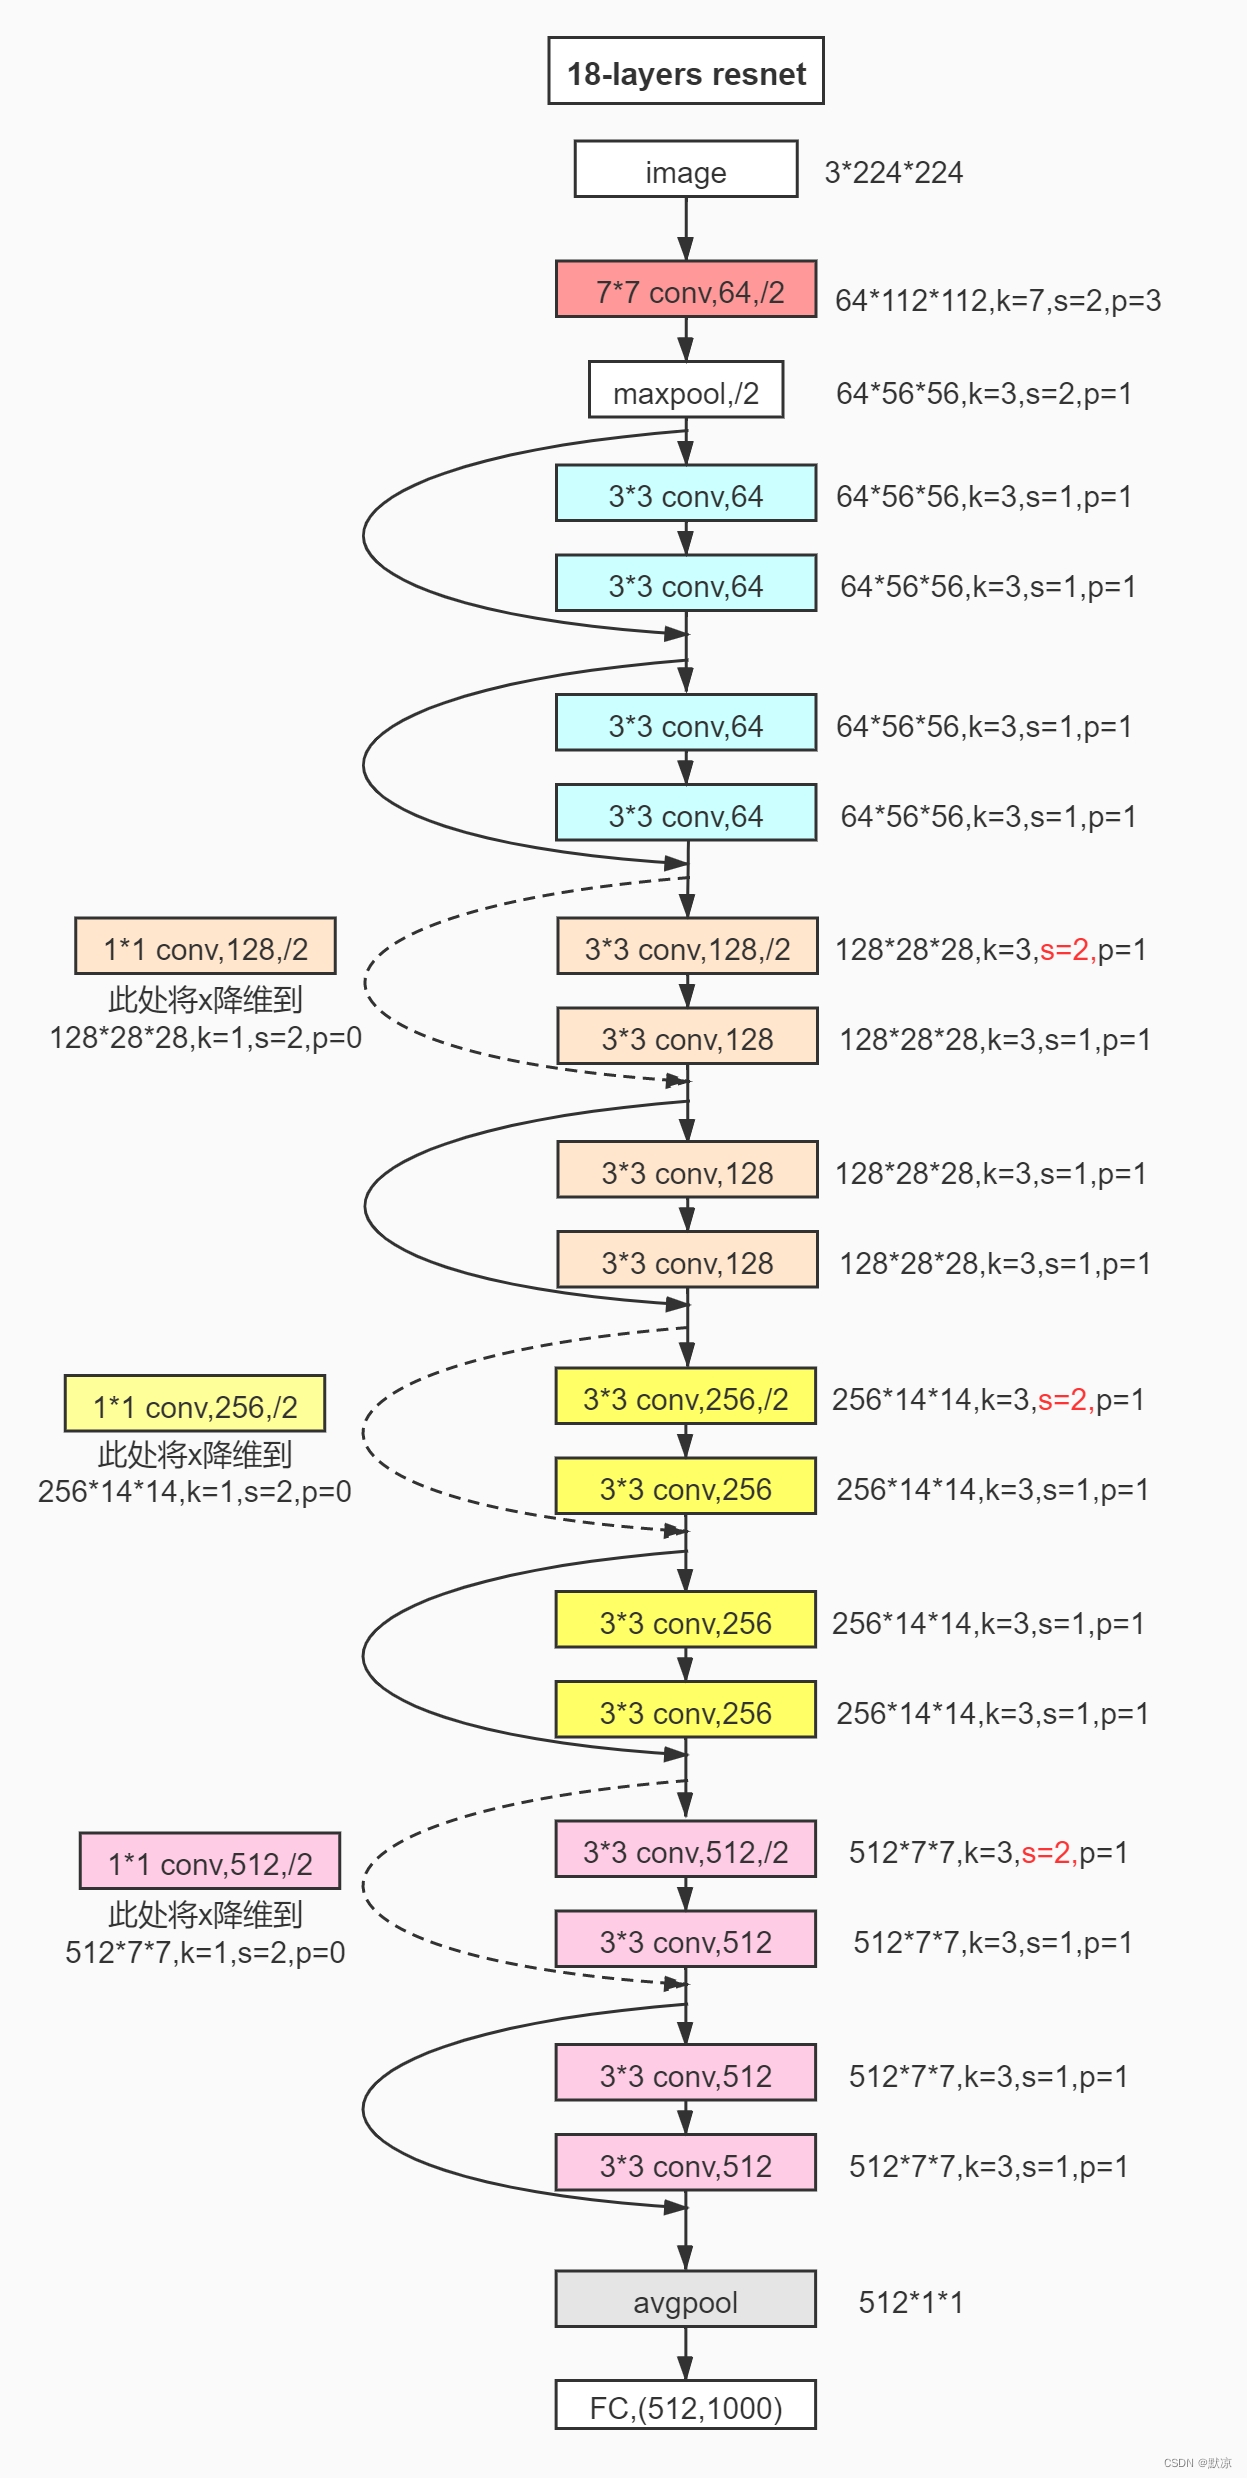 18-layers resnet
image
3*224*224
7*7 conv,64,/2
64*112*112,k=7,s=2,p=3
maxpool,/2
64*56*56,k=3,s=2,p=1
3*3 conv,64
64*56*56,k=3,s=1,p=1
3*3 conv,64
64*56*56,k=3,s=1,p=1
3*3 conv,64
64*56*56,k=3,s=1,p=1
3*3 conv,64
64*56*56,k=3,s=1,p=1
1*1 conv,128,/2
此处将x降维到
128*28*28,k=1,s=2,p=0
3*3 conv,128,/2
128*28*28,k=3,s=2,p=1
3*3 conv,128
128*28*28,k=3,s=1,p=1
3*3 conv,128
128*28*28,k=3,s=1,p=1
3*3 conv,128
128*28*28,k=3,s=1,p=1
1*1 conv,256,/2
此处将x降维到
256*14*14,k=1,s=2,p=0
3*3 conv,256,/2
256*14*14,k=3,s=2,p=1
3*3 conv,256
256*14*14,k=3,s=1,p=1
3*3 conv,256
256*14*14,k=3,s=1,p=1
3*3 conv,256
256*14*14,k=3,s=1,p=1
1*1 conv,512,/2
此处将x降维到
512*7*7,k=1,s=2,p=0
3*3 conv,512,/2
512*7*7,k=3,s=2,p=1
3*3 conv,512
512*7*7,k=3,s=1,p=1
3*3 conv,512
512*7*7,k=3,s=1,p=1
3*3 conv,512
512*7*7,k=3,s=1,p=1
avgpool
512*1*1
FC,(512,1000)
CSDN @默凉